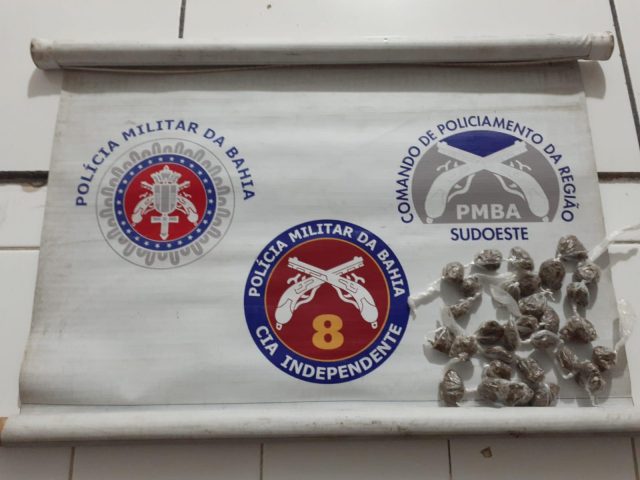 POLÍCIA MILITAR DA BAHIA
COMANDO DE POLICIAMENTO DA REGIÃO
PMBA
SUDOESTE
POLÍCIA MILITAR DA BAHIA
8
CIA INDEPENDENTE